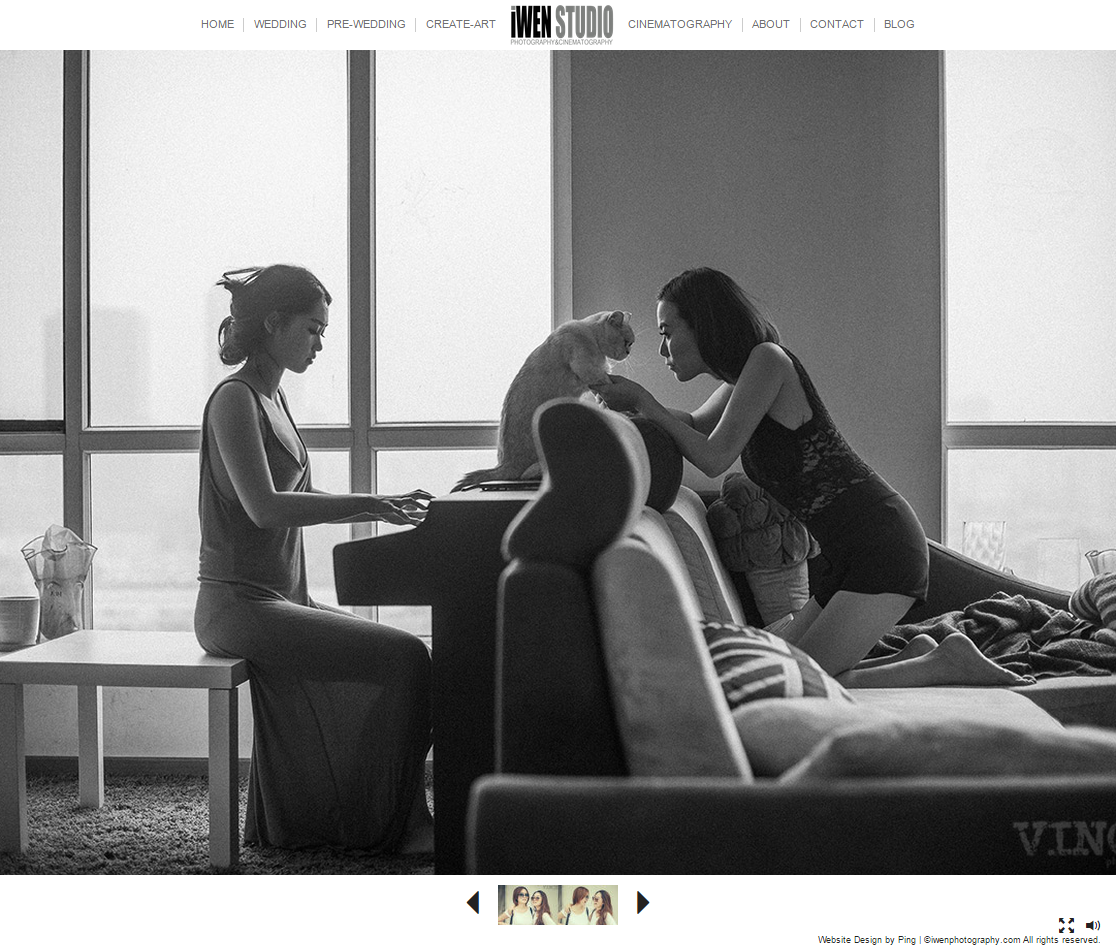 HOME WEDDING PRE-WEDDING CREATE-ART iWEN STUDIO CINEMATOGRAPHY ABOUT CONTACT BLOG
PHOTOGRAPHY&CINEMATOGRAPHY
VINC
Website Design by Ping | ©iwenphotography.com All rights reserved.